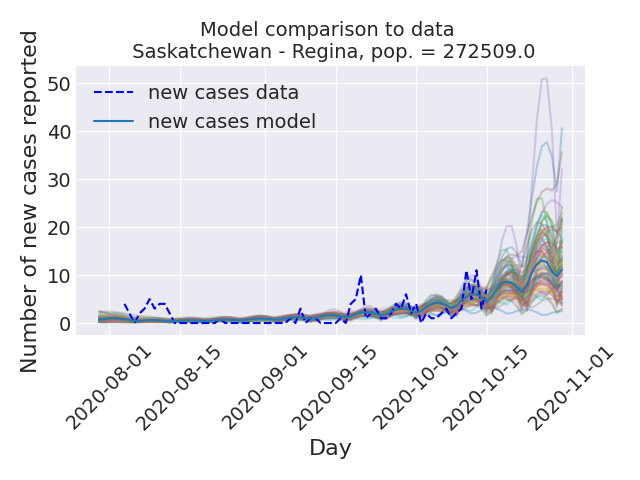 Model comparison to data
Saskatchewan - Regina, pop. = 272509.0
Number of new cases reported
50
40
30
20
10
0
new cases data
new cases model
2020-08-01
2020-08-15
2020-09-01
2020-09-15
2020-10-01
2020-10-15
2020-11-01
Day